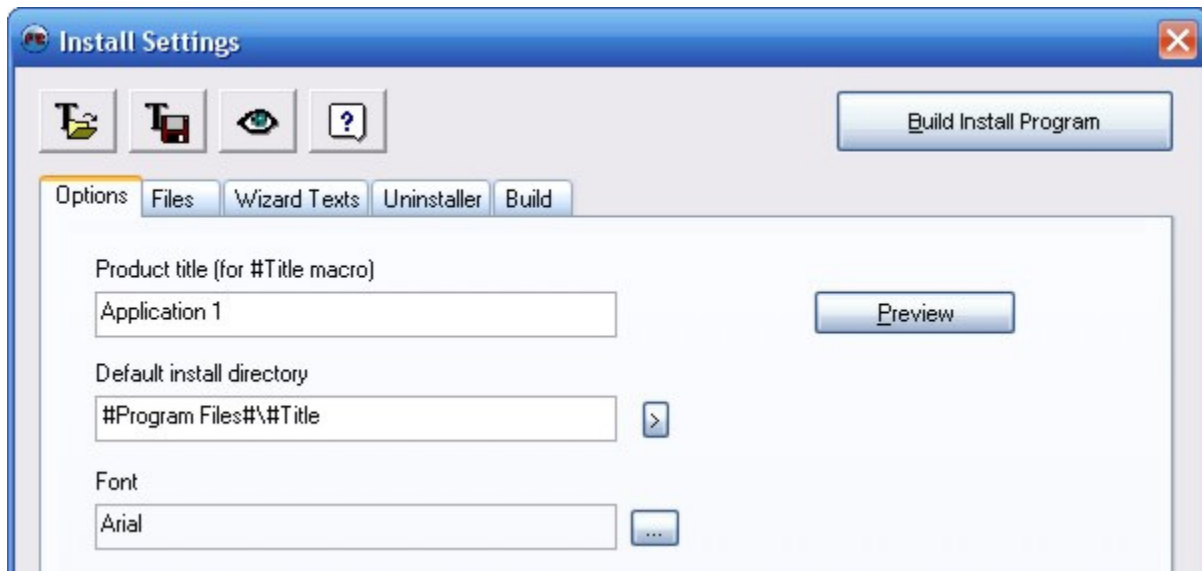 Install Settings
Build Install Program
Options Files Wizard Texts Uninstaller Build
Product title (for #Title macro)
Application 1
Preview
Default install directory
#Program Files#\#Title
>
Font
Arial
...